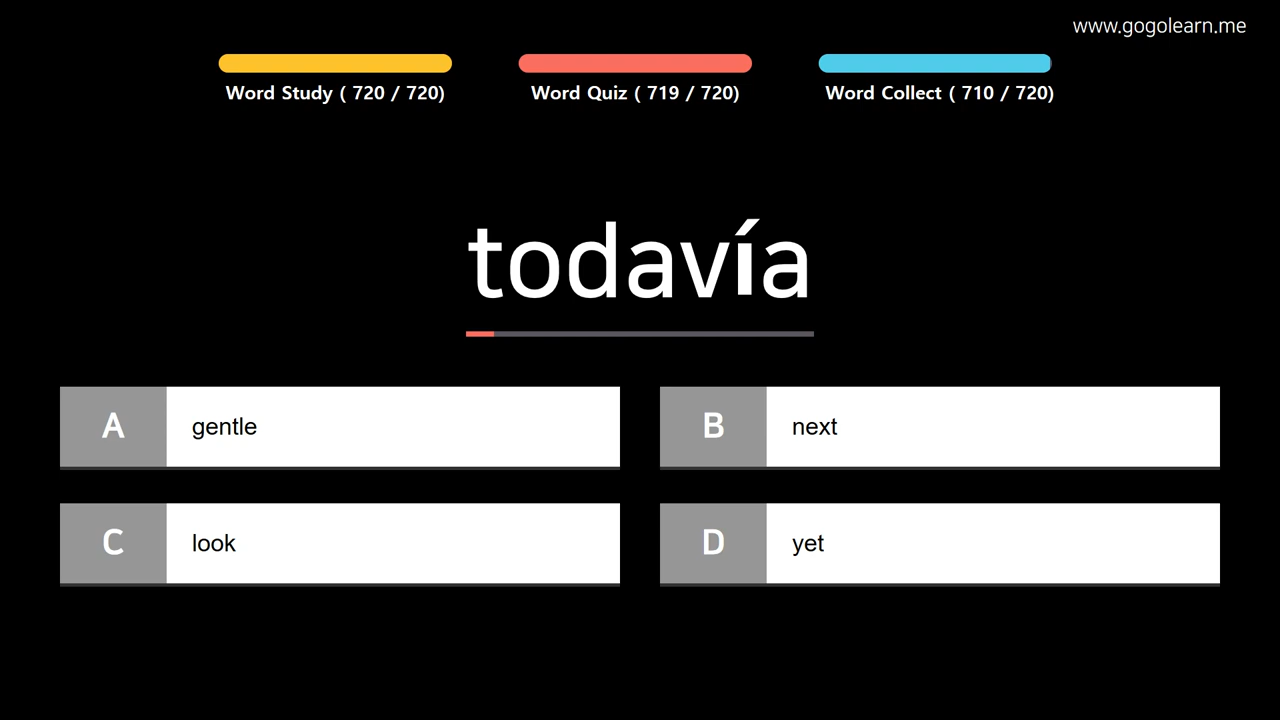 www.gogolearn.me
Word Study ( 720 / 720)
Word Quiz ( 719 / 720)
Word Collect ( 710 / 720)
todavía
A gentle
B next
C look
D yet